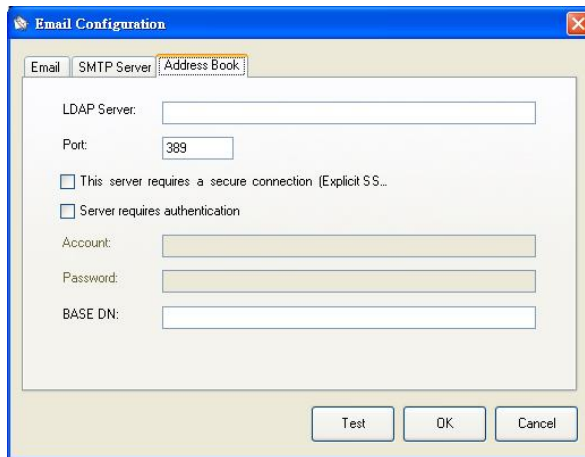 Email Configuration
Email SMTP Server Address Book
LDAP Server:
Port: 389
This server requires a secure connection (Explicit SS...
Server requires authentication
Account:
Password:
BASE DN:
Test OK Cancel